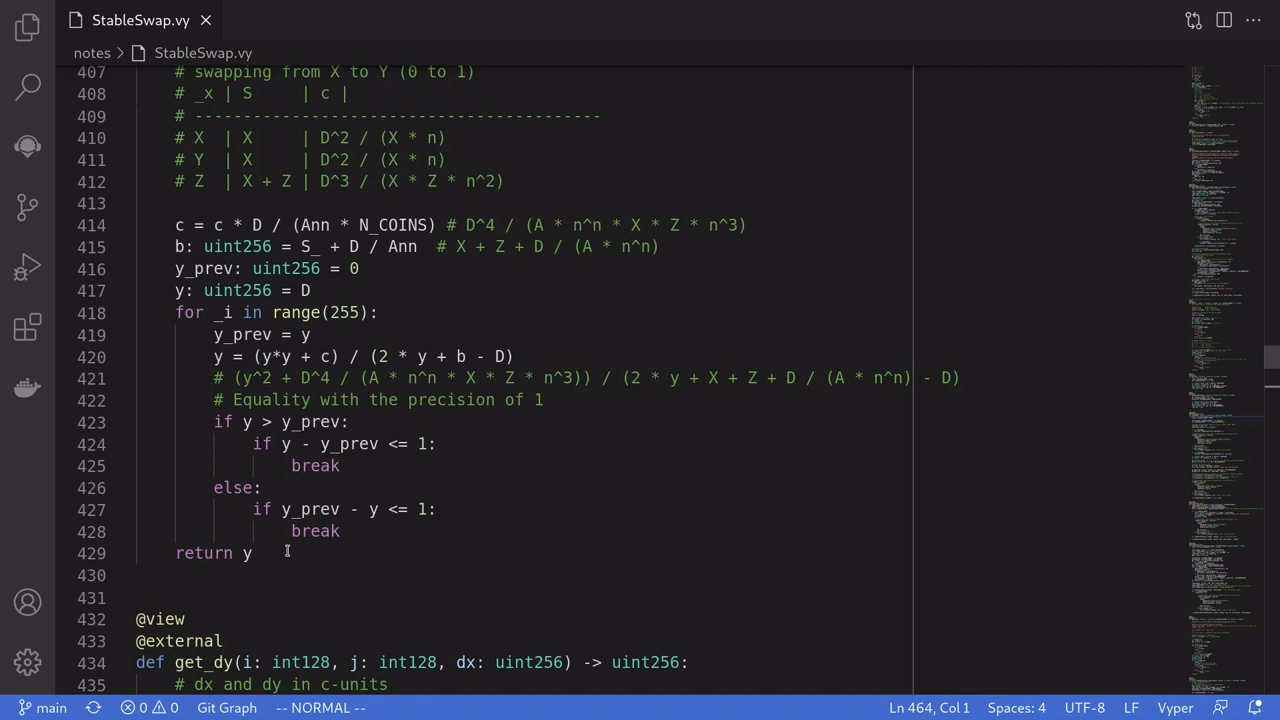 StableSwap.vy
notes > StableSwap.vy
407 # swapping from X to Y (0 to 1)
408 # _x | S | c |
409 # -----------------------------------------
410 # X | X | D^2 / (X * n)
411 # Y | X | D^2 / (X * n)
412 # Z | X + Z | D^3 / (X * Z * n^2)
413
414 c = c * D / (Ann * N_COINS) # D^4 / (A * n^n * X * Z * n^3)
415 b: uint256 = S_ + D / Ann # X + Z + D / (A * n^n)
416 y_prev: uint256 = 0
417 y: uint256 = D
418 for _i in range(255):
419 y_prev = y
420 y = (y*y + c) / (2 * y + b - D)
421 # (y^2 + D^4 / (A * n^n * X * Z * n^3)) / (2 * y + X + Z + D / (A * n^n) - D)
422 # Equality with the precision of 1
423 if y > y_prev:
424 if y - y_prev <= 1:
425 break
426 else:
427 if y_prev - y <= 1:
428 break
429 return y
430
431
432 @view
433 @external
434 def get_dy(i: int128, j: int128, dx: uint256) -> uint256:
435 # dx and dy in c-units
main 0 0 0 Git Graph -- NORMAL -- Ln 464, Col 1 Spaces: 4 UTF-8 LF Vyper